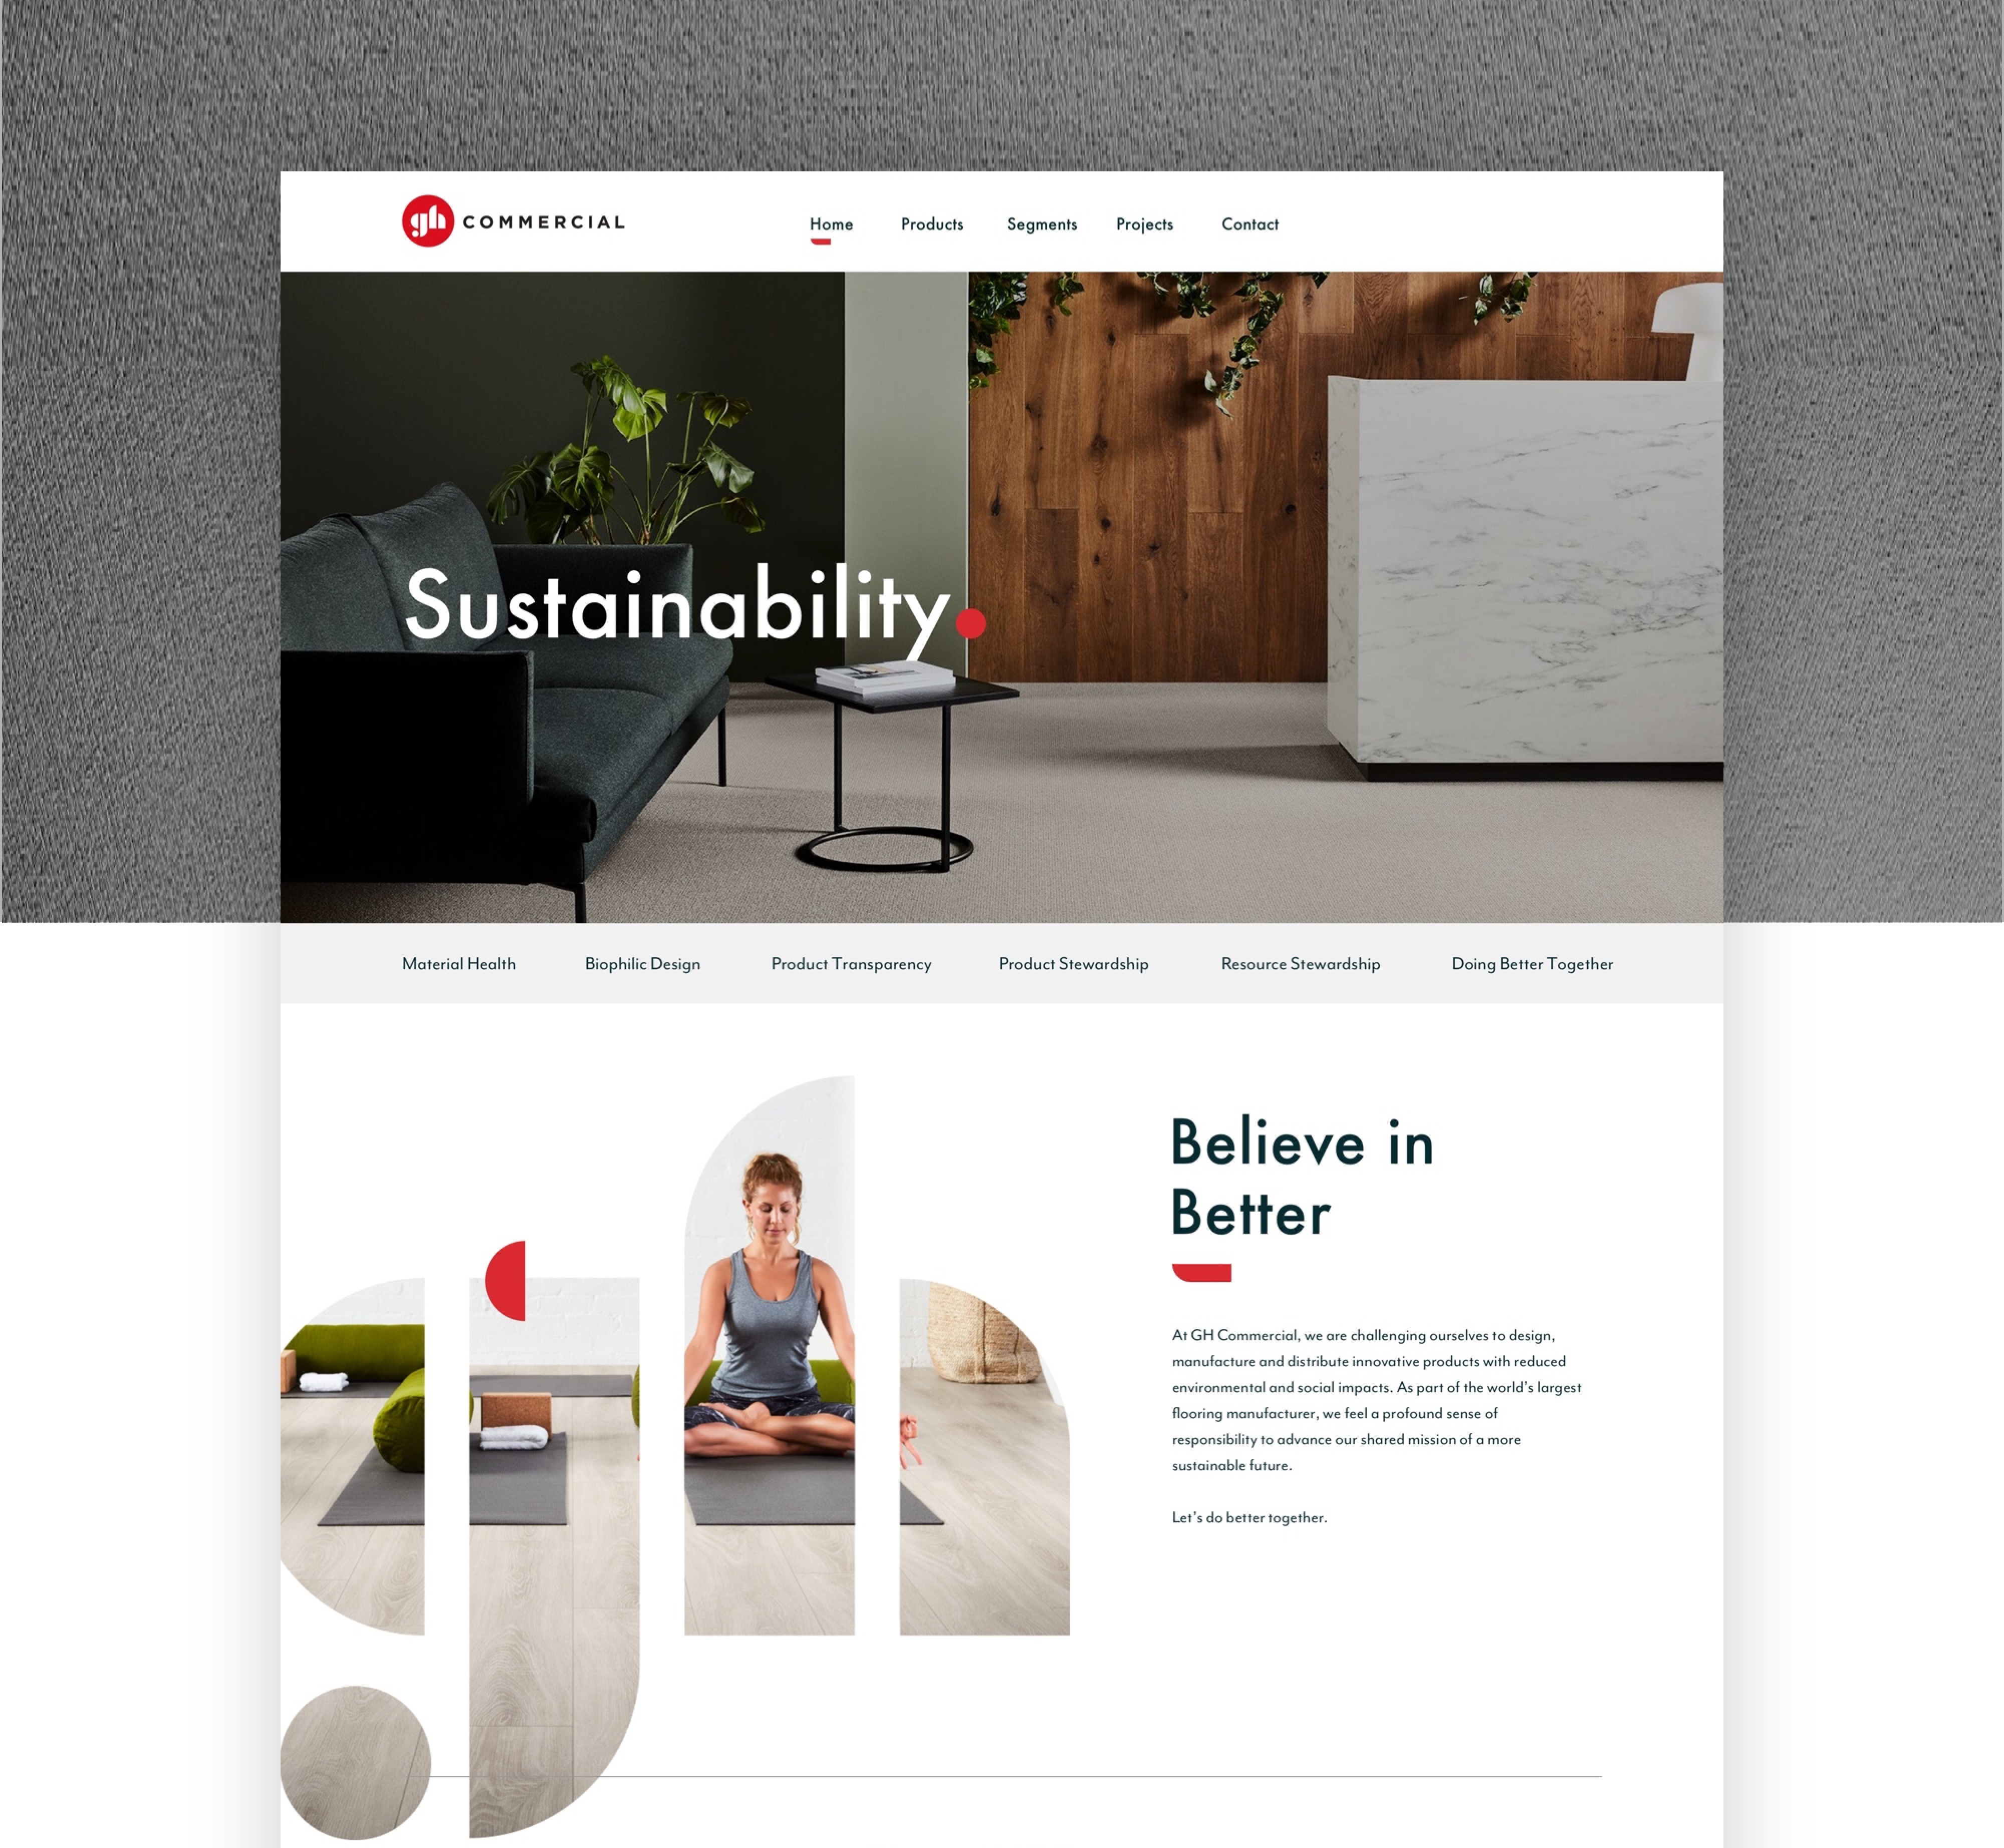 gh COMMERCIAL
Home Products Segments Projects Contact
Sustainability.
Material Health Biophilic Design Product Transparency Product Stewardship Resource Stewardship Doing Better Together
Believe in
Better
At GH Commercial, we are challenging ourselves to design,
manufacture and distribute innovative products with reduced
environmental and social impacts. As part of the world's largest
flooring manufacturer, we feel a profound sense of
responsibility to advance our shared mission of a more
sustainable future.
Let's do better together.
gh